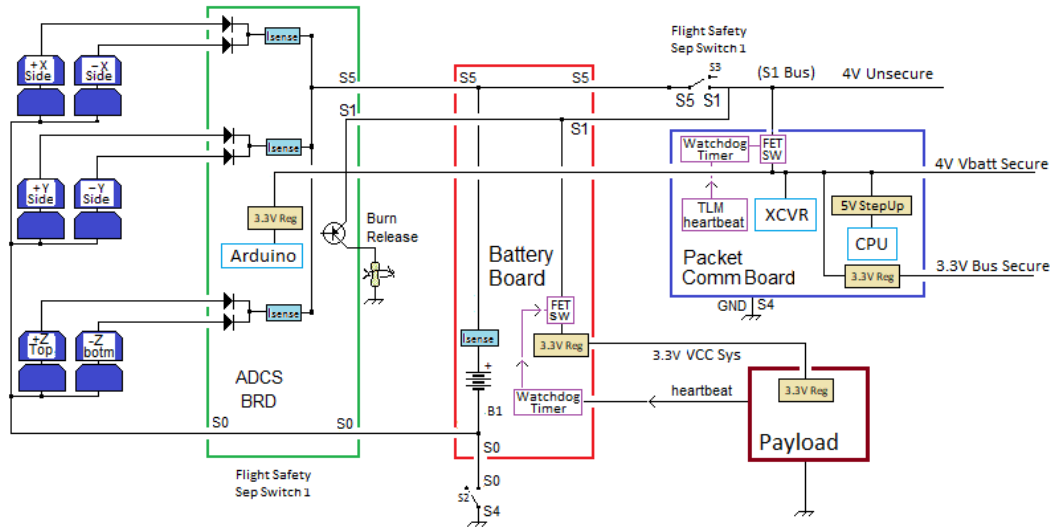 Flight Safety
Sep Switch 1
S3
(S1 Bus)
4V Unsecure
S5
S5
S5
S5 S1
S1
S1
+X
Side
−X
Side
Isense
Watchdog
Timer
FET
SW
4V Vbatt Secure
+Y
Side
−Y
Side
Isense
3.3V Reg
Arduino
Burn
Release
TLM
heartbeat
XCVR
5V StepUp
CPU
Battery
Board
Packet
Comm Board
3.3V Reg
3.3V Bus Secure
GND
S4
+Z
Top
-Z
botm
Isense
Isense
FET
SW
3.3V Reg
3.3V VCC Sys
ADCS
BRD
+
B1
Watchdog
Timer
heartbeat
3.3V Reg
Payload
S0
S0
S0
Flight Safety
Sep Switch 1
S0
S2
S4